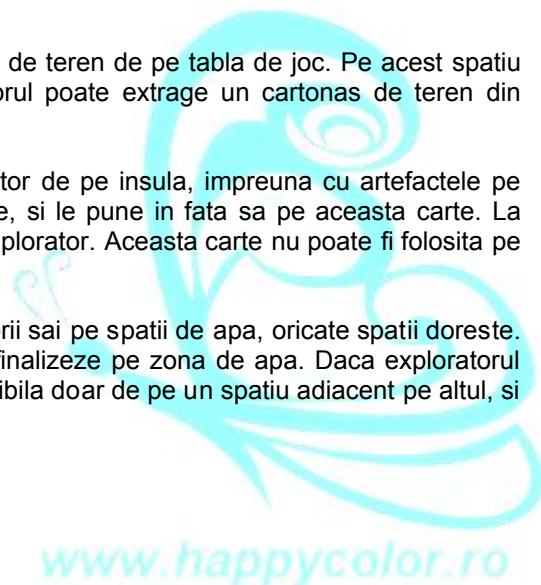 de teren de pe tabla de joc. Pe acest spatiu
orul poate extrage un cartonas de teren din
tor de pe insula, impreuna cu artefactele pe
e, si le pune in fata sa pe aceasta carte. La
plorator. Aceasta carte nu poate fi folosita pe
rii sai pe spatii de apa, oricate spatii doreste.
finalizeze pe zona de apa. Daca exploratorul
ibila doar de pe un spatiu adiacent pe altul, si
www.happycolor.ro